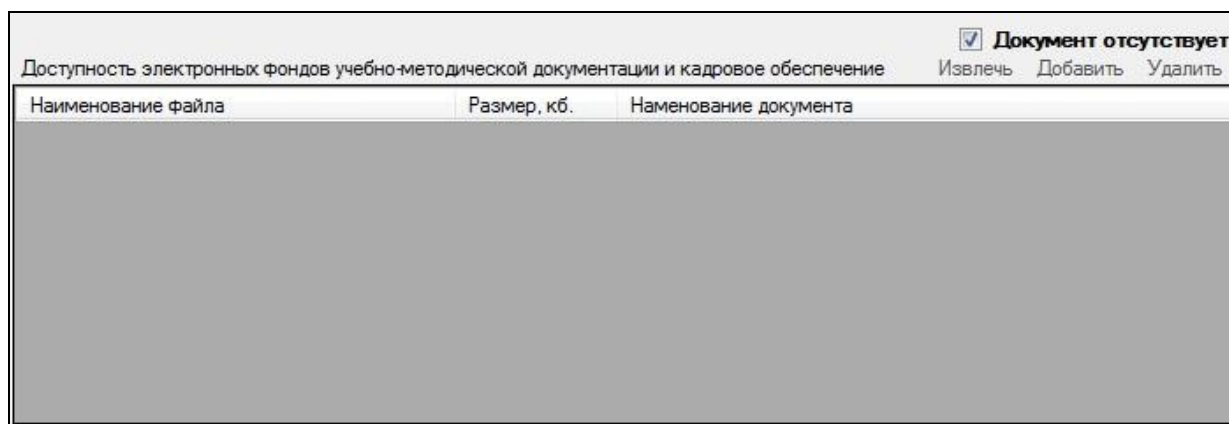 Документ отсутствует
Доступность электронных фондов учебно-методической документации и кадровое обеспечение Извлечь Добавить Удалить
Наименование файла Размер, кб. Наменование документа